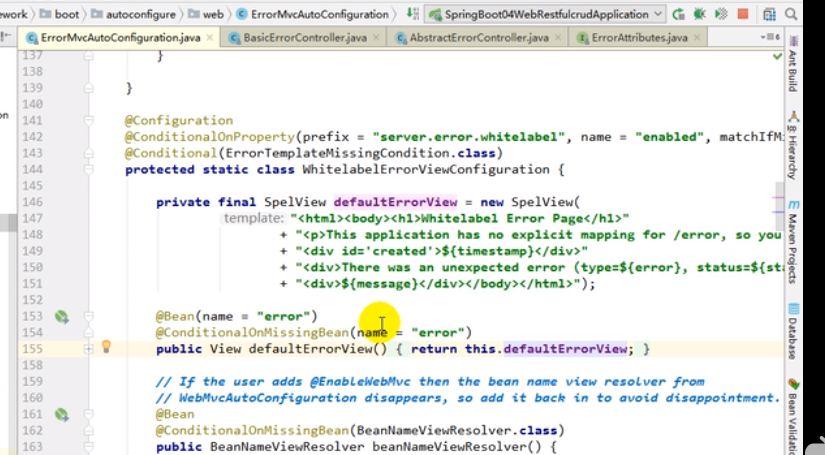 ework boot autoconfigure web ErrorMvcAutoConfiguration SpringBoot04WebRestfulcrudApplication
ErrorMvcAutoConfiguration.java BasicErrorController.java AbstractErrorController.java ErrorAttributes.java
137 }
138
139 }
140
141 @Configuration
142 @ConditionalOnProperty(prefix = "server.error.whitelabel", name = "enabled", matchIfMi
143 @Conditional(ErrorTemplateMissingCondition.class)
144 protected static class WhitelabelErrorViewConfiguration {
145
146 private final SpelView defaultErrorView = new SpelView(
147 template: "<html><body><h1>Whitelabel Error Page</h1>"
148 + "<p>This application has no explicit mapping for /error, so you
149 + "<div id='created'>${timestamp}</div>"
150 + "<div>There was an unexpected error (type=${error}, status=${sta
151 + "<div>${message}</div></body></html>");
152
153 @Bean(name = "error")
154 @ConditionalOnMissingBean(name = "error")
155 public View defaultErrorView() { return this.defaultErrorView; }
158
159 // If the user adds @EnableWebMvc then the bean name view resolver from
160 // WebMvcAutoConfiguration disappears, so add it back in to avoid disappointment.
161 @Bean
162 @ConditionalOnMissingBean(BeanNameViewResolver.class)
163 public BeanNameViewResolver beanNameViewResolver() {
on
Ant Build
8: Hierarchy
Maven Projects
Database
Bean Validati